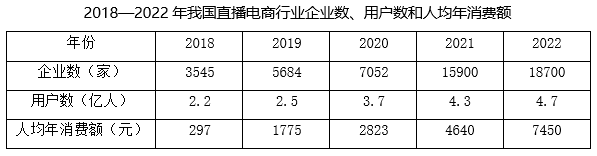 2018—2022 年我国直播电商行业企业数、用户数和人均年消费额
年份 2018 2019 2020 2021 2022
企业数（家） 3545 5684 7052 15900 18700
用户数（亿人） 2.2 2.5 3.7 4.3 4.7
人均年消费额（元） 297 1775 2823 4640 7450